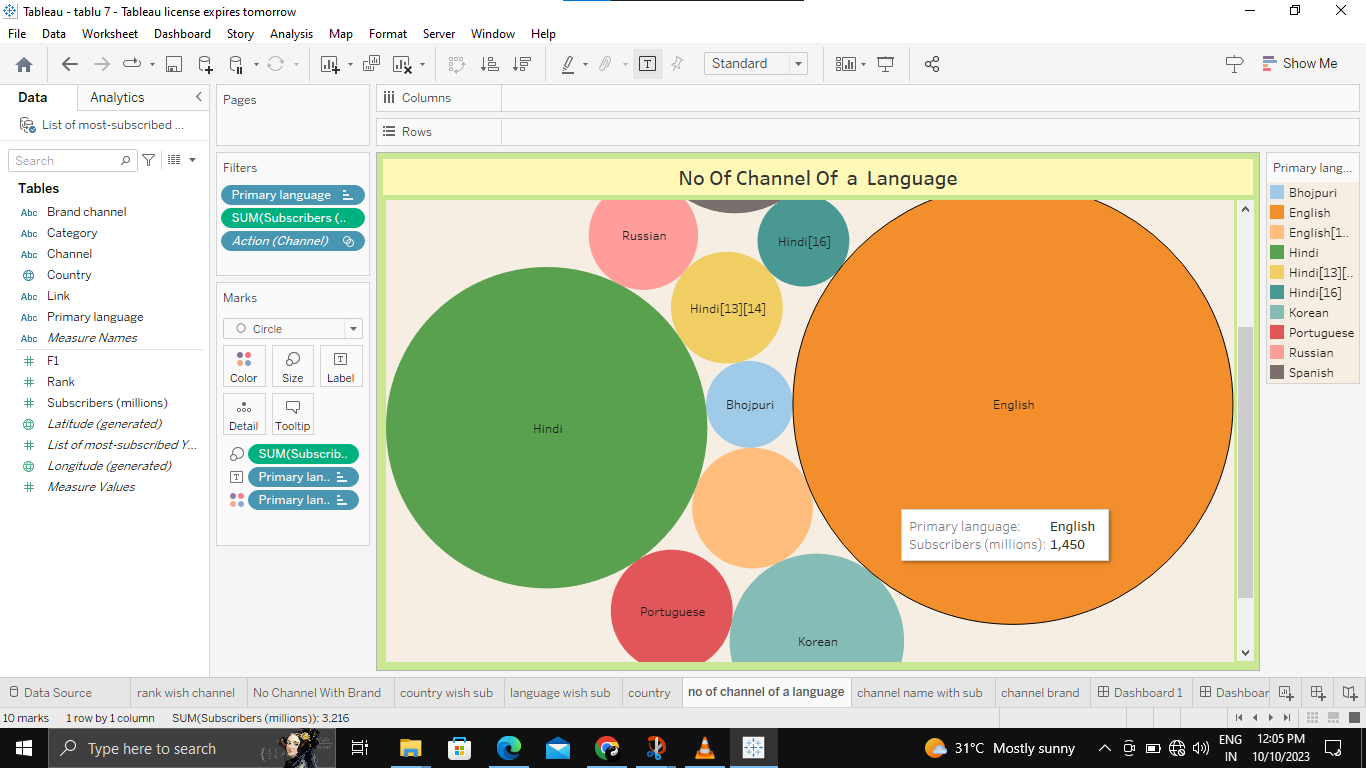 Tableau - tablu 7 - Tableau license expires tomorrow
File Data Worksheet Dashboard Story Analysis Map Format Server Window Help
Standard
Show Me
Data Analytics
List of most-subscribed ...
Search
Tables
Abc Brand channel
Abc Category
Abc Channel
Country
Abc Link
Abc Primary language
Abc Measure Names
F1
Rank
Subscribers (millions)
Latitude (generated)
List of most-subscribed Y...
Longitude (generated)
Measure Values
Pages
Filters
Primary language
SUM(Subscribers (..
Action (Channel)
Marks
Circle
Color Size Label
Detail Tooltip
SUM(Subscrib..
Primary lan..
Primary lan..
Columns
Rows
No Of Channel Of a Language
Russian
Hindi[16]
Hindi[13][14]
Bhojpuri
English
Hindi
Primary language: English
Subscribers (millions): 1,450
Portuguese
Korean
Primary lang...
Bhojpuri
English
English[1..
Hindi
Hindi[13][..
Hindi[16]
Korean
Portuguese
Russian
Spanish
Data Source rank wish channel No Channel With Brand country wish sub language wish sub country no of channel of a language channel name with sub channel brand Dashboard 1 Dashboar
10 marks 1 row by 1 column SUM(Subscribers (millions)): 3,216
Type here to search
31°C Mostly sunny
ENG
IN
12:05 PM
10/10/2023